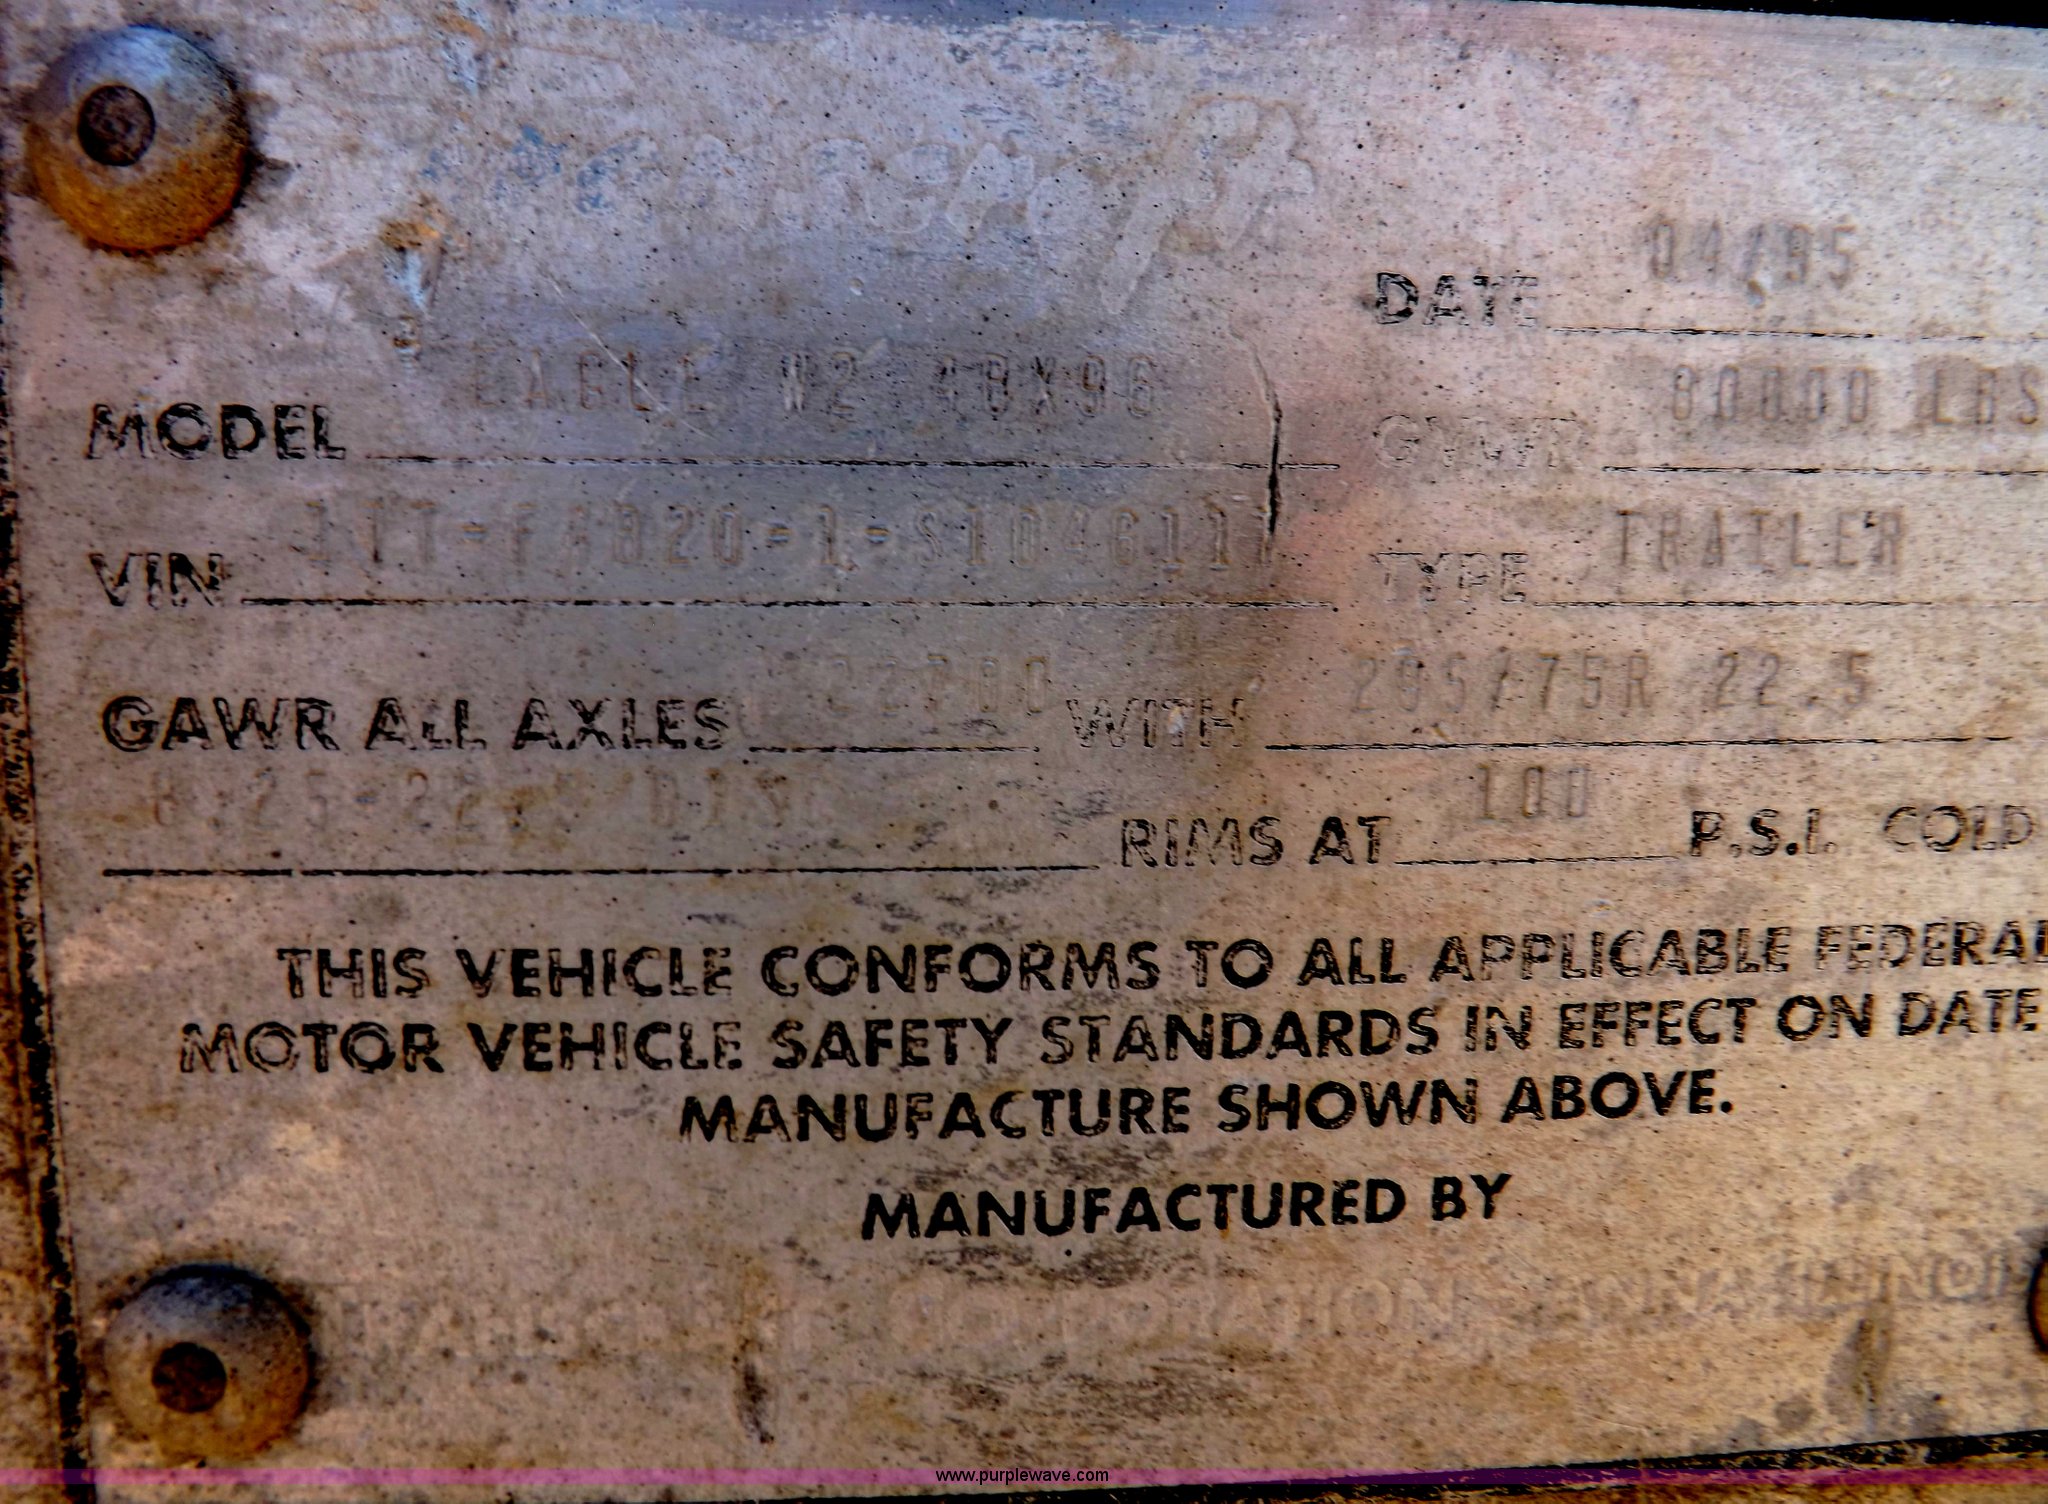 DATE 04/95
MODEL EAGLE W2 48X96 GVWR 80000 LBS
VIN TYPE TRAILER
GAWR ALL AXLES WITH 295/75R 22.5
DISC RIMS AT 100 P.S.I. COLD
THIS VEHICLE CONFORMS TO ALL APPLICABLE FEDERAL
MOTOR VEHICLE SAFETY STANDARDS IN EFFECT ON DATE
MANUFACTURE SHOWN ABOVE.
MANUFACTURED BY
CORPORATION
www.purplewave.com